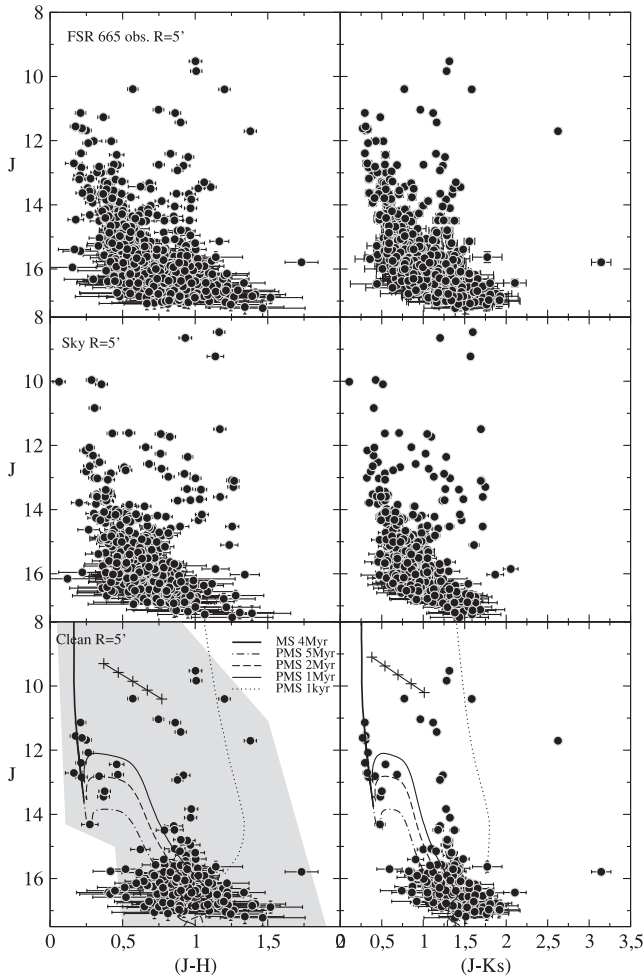 8
FSR 665 obs. R=5'
10
12
J
14
16
8
Sky R=5'
10
12
J
14
16
8
Clean R=5'
MS 4Myr
PMS 5Myr
PMS 2Myr
PMS 1Myr
PMS 1kyr
10
12
J
14
16
0 0,5 1 1,5 2 0 0,5 1 1,5 2 2,5 3 3,5
(J-H) (J-Ks)